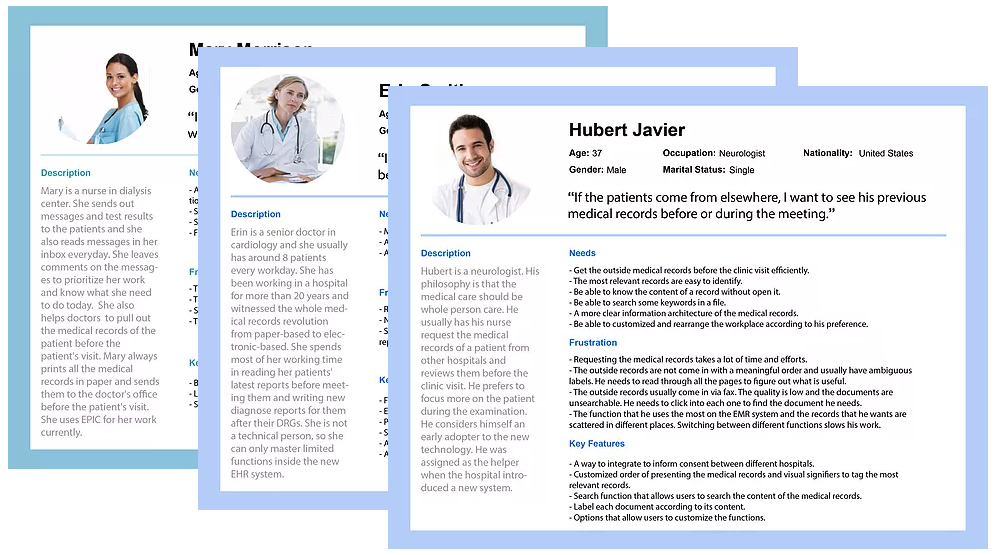 Description
Mary is a nurse in dialysis
center. She sends out
messages and test results
to the patients and she
also reads messages in her
inbox everyday. She leaves
comments on the messag-
es to prioritize her work
and know what she need
to do today. She also
helps doctors to pull out
the medical records of the
patient before the
patient's visit. Mary always
prints all the medical
records in paper and sends
them to the doctor's office
before the patient's visit.
She uses EPIC for her work
currently.
Description
Erin is a senior doctor in
cardiology and she usually
has around 8 patients
every workday. She has
been working in a hospital
for more than 20 years and
witnessed the whole med-
ical records revolution
from paper-based to elec-
tronic-based. She spends
most of her working time
in reading her patients'
latest reports before meet-
ing them and writing new
diagnose reports for them
after their DRGs. She is not
a technical person, so she
can only master limited
functions inside the new
EHR system.
Hubert Javier
Age: 37 Occupation: Neurologist Nationality: United States
Gender: Male Marital Status: Single
“If the patients come from elsewhere, I want to see his previous
medical records before or during the meeting.”
Description
Hubert is a neurologist. His
philosophy is that the
medical care should be
whole person care. He
usually has his nurse
request the medical
records of a patient from
other hospitals and
reviews them before the
clinic visit. He prefers to
focus more on the patient
during the examination.
He considers himself an
early adopter to the new
technology. He was
assigned as the helper
when the hospital intro-
duced a new system.
Needs
- Get the outside medical records before the clinic visit efficiently.
- The most relevant records are easy to identify.
- Be able to know the content of a record without open it.
- Be able to search some keywords in a file.
- A more clear information architecture of the medical records.
- Be able to customized and rearrange the workplace according to his preference.
Frustration
- Requesting the medical records takes a lot of time and efforts.
- The outside records are not come in with a meaningful order and usually have ambiguous
labels. He needs to read through all the pages to figure out what is useful.
- The outside records usually come in via fax. The quality is low and the documents are
unsearchable. He needs to click into each one to find the document he needs.
- The function that he uses the most on the EMR system and the records that he wants are
scattered in different places. Switching between different functions slows his work.
Key Features
- A way to integrate to inform consent between different hospitals.
- Customized order of presenting the medical records and visual signifiers to tag the most
relevant records.
- Search function that allows users to search the content of the medical records.
- Label each document according to its content.
- Options that allow users to customize the functions.